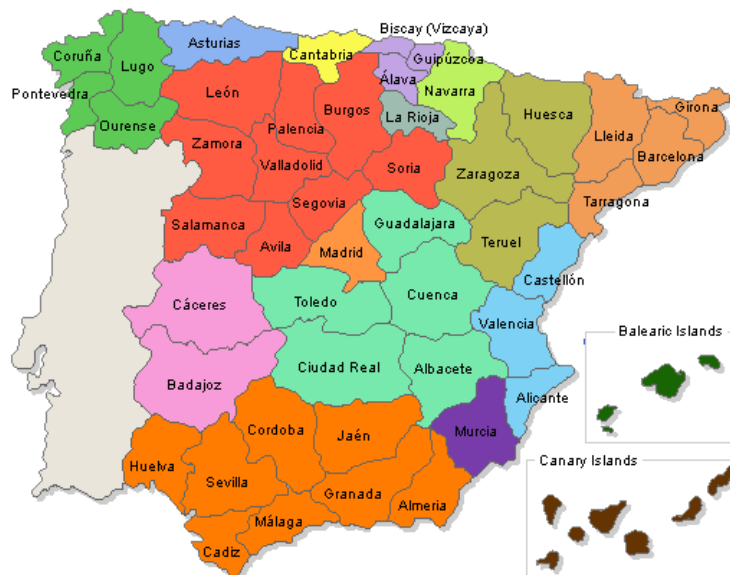 Coruña
Lugo
Asturias
Cantabria
Biscay (Vizcaya)
Guipúzcoa
Álava
Navarra
Pontevedra
Ourense
León
Palencia
Burgos
La Rioja
Huesca
Lleida
Girona
Barcelona
Zamora
Valladolid
Soria
Zaragoza
Tarragona
Segovia
Salamanca
Avila
Madrid
Guadalajara
Teruel
Castellón
Cáceres
Toledo
Cuenca
Valencia
Balearic Islands
Badajoz
Ciudad Real
Albacete
Alicante
Cordoba
Jaén
Murcia
Huelva
Sevilla
Granada
Almeria
Málaga
Cadiz
Canary Islands